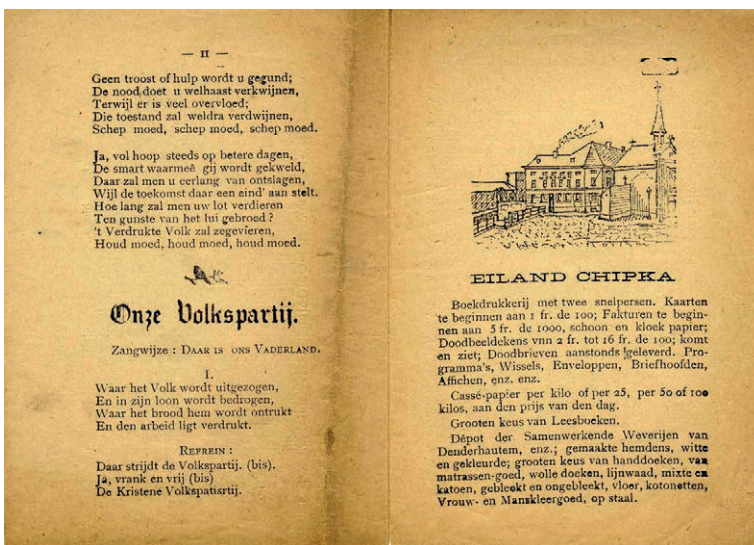 — 11 —
Geen troost of hulp wordt u gegund;
De nood doet u welhaast verkwijnen,
Terwijl er is veel overvloed;
Die toestand zal weldra verdwijnen,
Schep moed, schep moed, schep moed.
Ja, vol hoop steeds op betere dagen,
De smart waarmeê gij wordt gekweld,
Daar zal men u eerlang van ontslagen,
Wijl de toekomst daar een eind' aan stelt.
Hoe lang zal men uw lot verdieren
Ten gunste van het lui gebroed?
't Verdrukte Volk zal zegevieren,
Houd moed, houd moed, houd moed.
Onze Volkspartij.
Zangwijze : DAAR IS ONS VADERLAND.
I.
Waar het Volk wordt uitgezogen,
En in zijn loon wordt bedrogen,
Waar het brood hem wordt ontrukt
En den arbeid ligt verdrukt.
REFREIN :
Daar strijdt de Volkspartij. (bis).
Ja, vrank en vrij (bis)
De Kristene Volkspatisrtij.
EILAND CHIPKA
Boekdrukkerij met twee snelpersen. Kaarten
te beginnen aan 1 fr. de 100; Fakturen te begin-
nen aan 5 fr. de 1000, schoon en kloek papier;
Doodbeeldekens vnn 2 fr. tot 16 fr. de 100; komt
en ziet; Doodbrieven aanstonds geleverd. Pro-
gramma's, Wissels, Enveloppen, Briefhoofden,
Affichen, enz. enz.
Cassé-papier per kilo of per 25, per 50 of 100
kilos, aan den prijs van den dag.
Grooten keus van Leesboeken.
Dépot der Samenwerkende Weverijen van
Denderhautem, enz.; gemaakte hemdens, witte
en gekleurde; grooten keus van handdoeken, van
matrassen-goed, wolle doeken, lijnwaad, mixte en
katoen, gebleekt en ongebleekt, vloer, kotonetten,
Vrouw- en Manskleergoed, op staal.